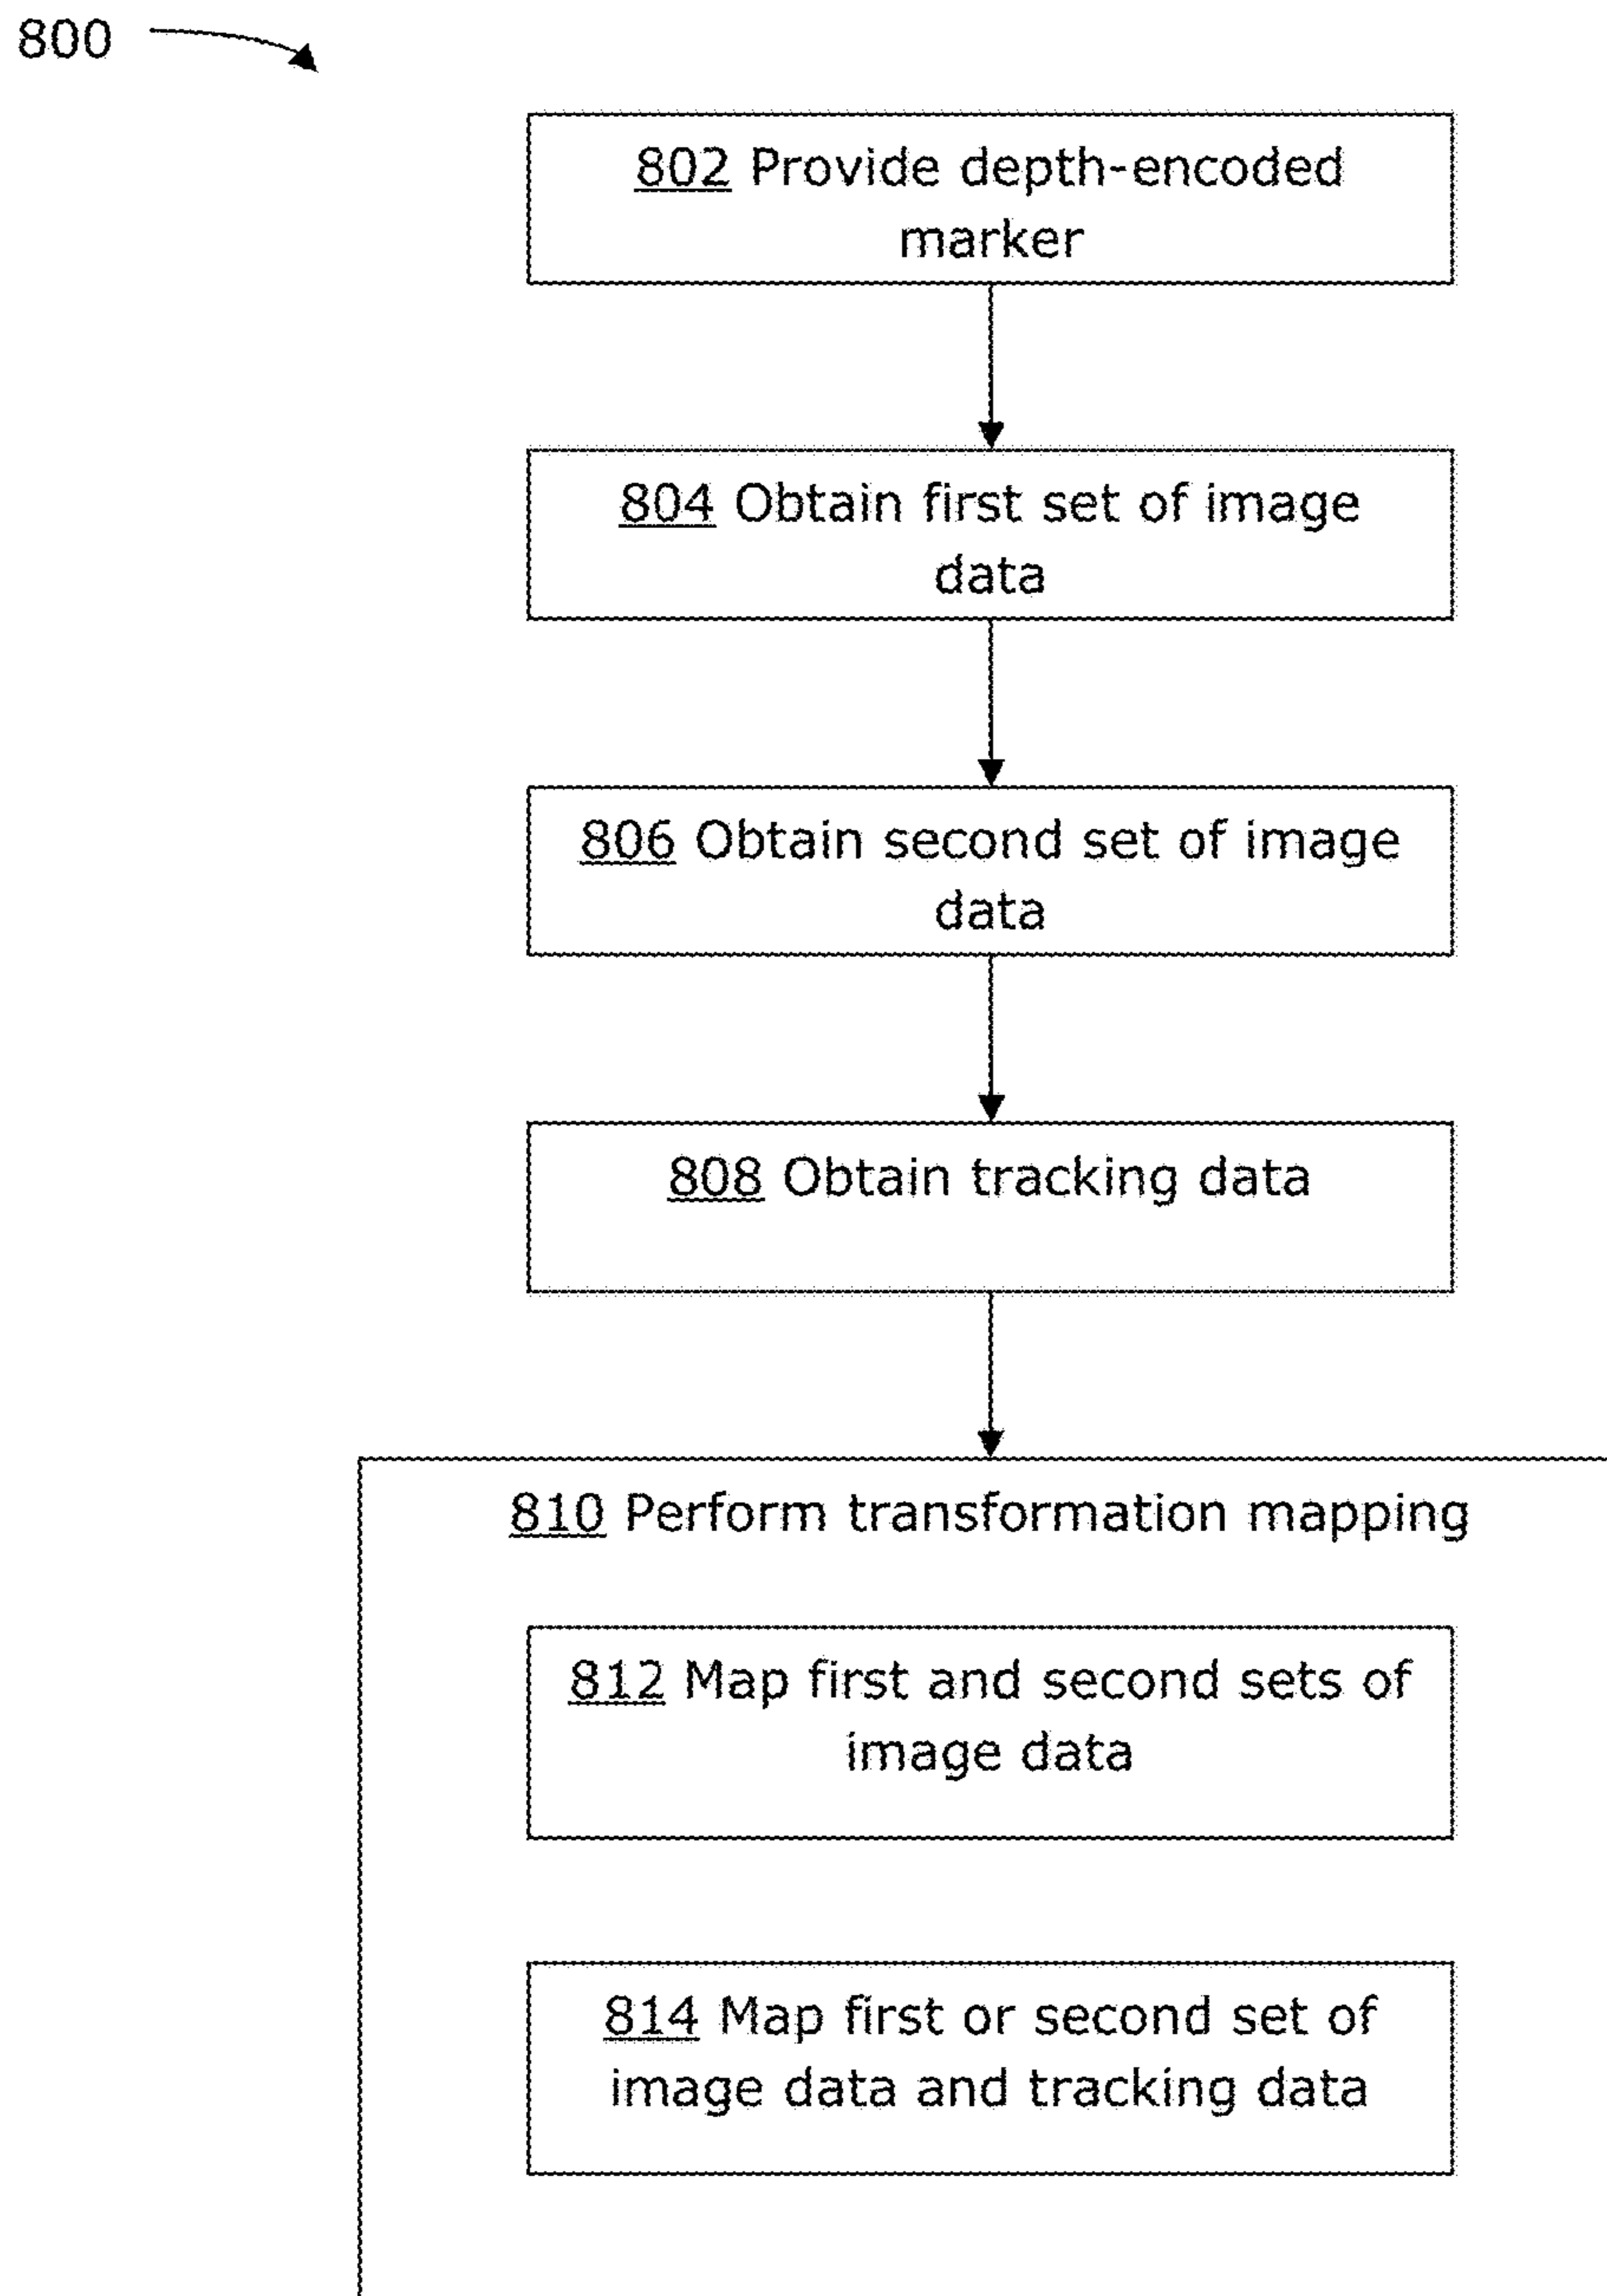 800
802 Provide depth-encoded
marker
804 Obtain first set of image
data
806 Obtain second set of image
data
808 Obtain tracking data
810 Perform transformation mapping
812 Map first and second sets of
image data
814 Map first or second set of
image data and tracking data